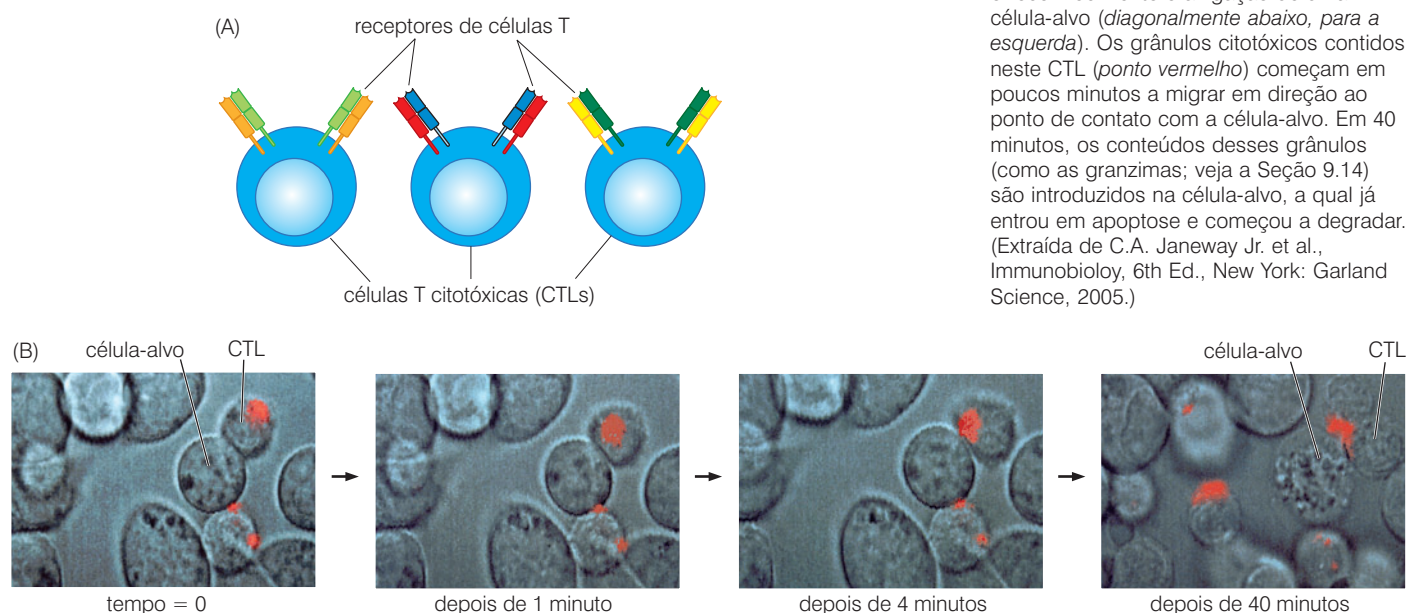 (A)
receptores de células T
células T citotóxicas (CTLs)
célula-alvo (diagonalmente abaixo, para a
esquerda). Os grânulos citotóxicos contidos
neste CTL (ponto vermelho) começam em
poucos minutos a migrar em direção ao
ponto de contato com a célula-alvo. Em 40
minutos, os conteúdos desses grânulos
(como as granzimas; veja a Seção 9.14)
são introduzidos na célula-alvo, a qual já
entrou em apoptose e começou a degradar.
(Extraída de C.A. Janeway Jr. et al.,
Immunobioloy, 6th Ed., New York: Garland
Science, 2005.)
(B)
célula-alvo
CTL
célula-alvo
CTL
tempo = 0
depois de 1 minuto
depois de 4 minutos
depois de 40 minutos